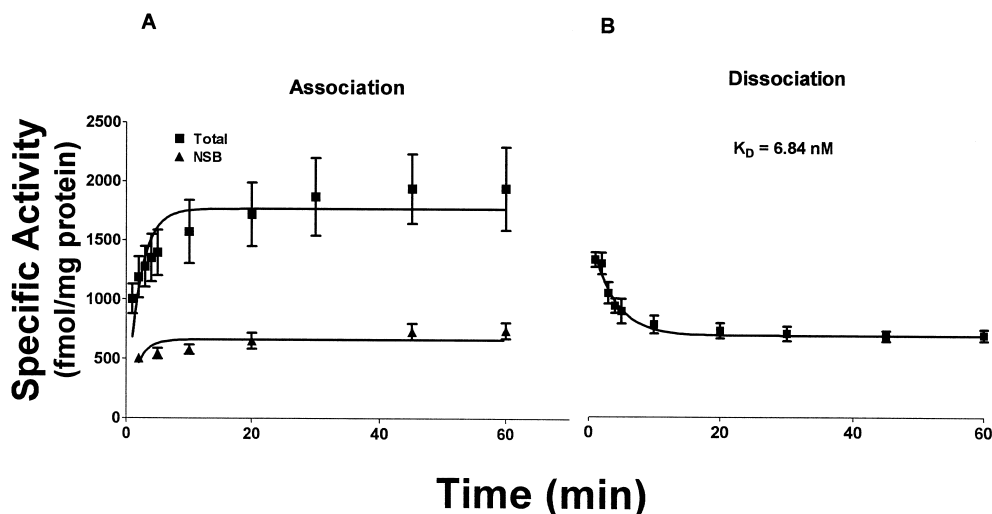 A
B
Association
Dissociation
Specific Activity
(fmol/mg protein)
2500
2000
1500
1000
500
0
Total
NSB
K_D = 6.84 nM
0
20
40
60
0
20
40
60
Time (min)